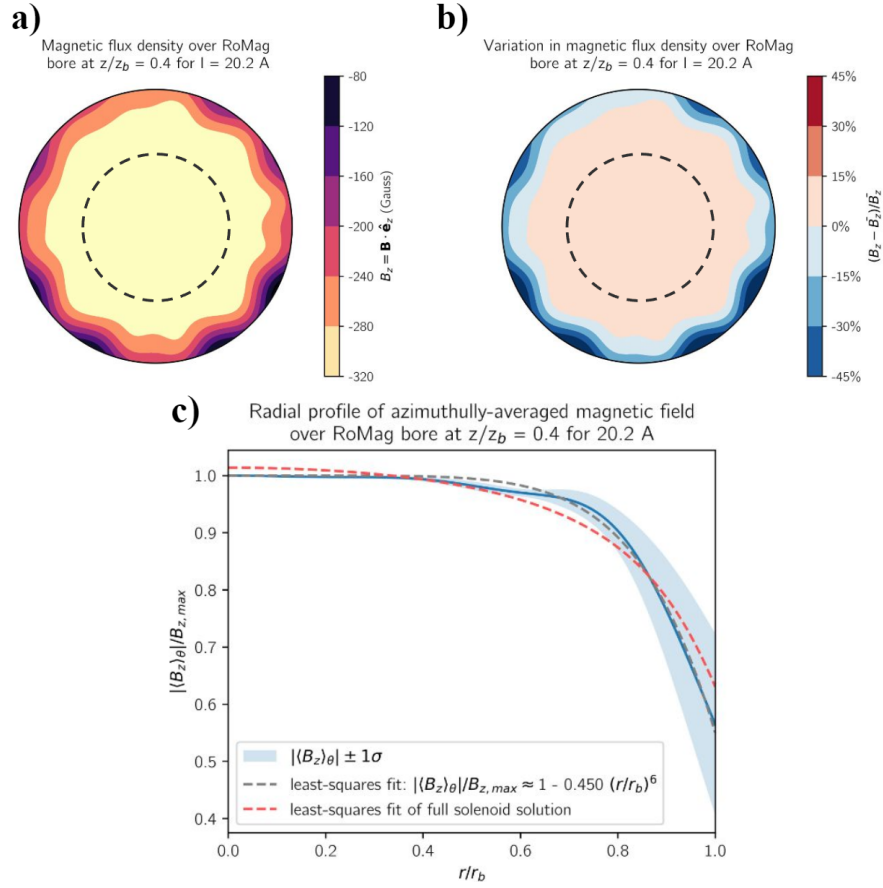 a)
Magnetic flux density over RoMag
bore at z/z_b = 0.4 for I = 20.2 A
-80
-120
-160
-200
-240
-280
-320
B_z = B · ê_z (Gauss)
b)
Variation in magnetic flux density over RoMag
bore at z/z_b = 0.4 for I = 20.2 A
45%
30%
15%
0%
-15%
-30%
-45%
(B_z − B̄_z)/B̄_z
c)
Radial profile of azimuthully-averaged magnetic field
over RoMag bore at z/z_b = 0.4 for 20.2 A
1.0
0.9
0.8
0.7
0.6
0.5
0.4
|⟨B_z⟩_θ|/B_{z,max}
|⟨B_z⟩_θ| ± 1σ
least-squares fit: |⟨B_z⟩_θ|/B_{z,max} ≈ 1 - 0.450 (r/r_b)^6
least-squares fit of full solenoid solution
0.0 0.2 0.4 0.6 0.8 1.0
r/r_b